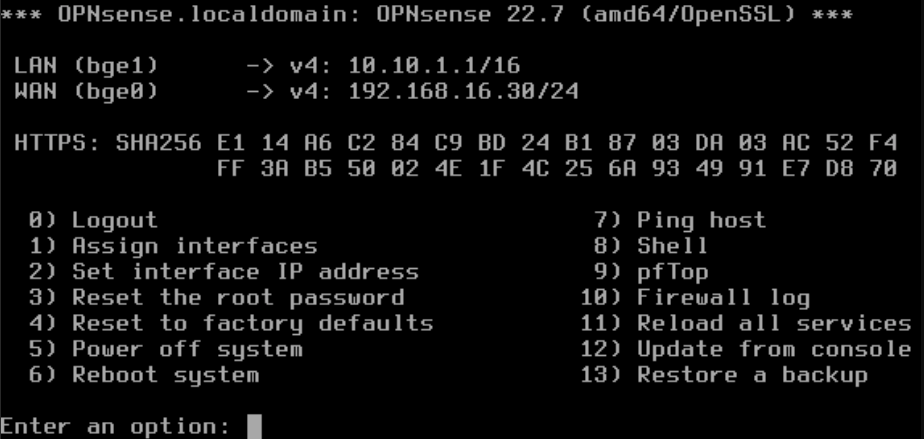 *** OPNsense.localdomain: OPNsense 22.7 (amd64/OpenSSL) ***
LAN (bge1) -> v4: 10.10.1.1/16
WAN (bge0) -> v4: 192.168.16.30/24
HTTPS: SHA256 E1 14 A6 C2 84 C9 BD 24 B1 87 03 DA 03 AC 52 F4
FF 3A B5 50 02 4E 1F 4C 25 6A 93 49 91 E7 D8 70
0) Logout 7) Ping host
1) Assign interfaces 8) Shell
2) Set interface IP address 9) pfTop
3) Reset the root password 10) Firewall log
4) Reset to factory defaults 11) Reload all services
5) Power off system 12) Update from console
6) Reboot system 13) Restore a backup
Enter an option: